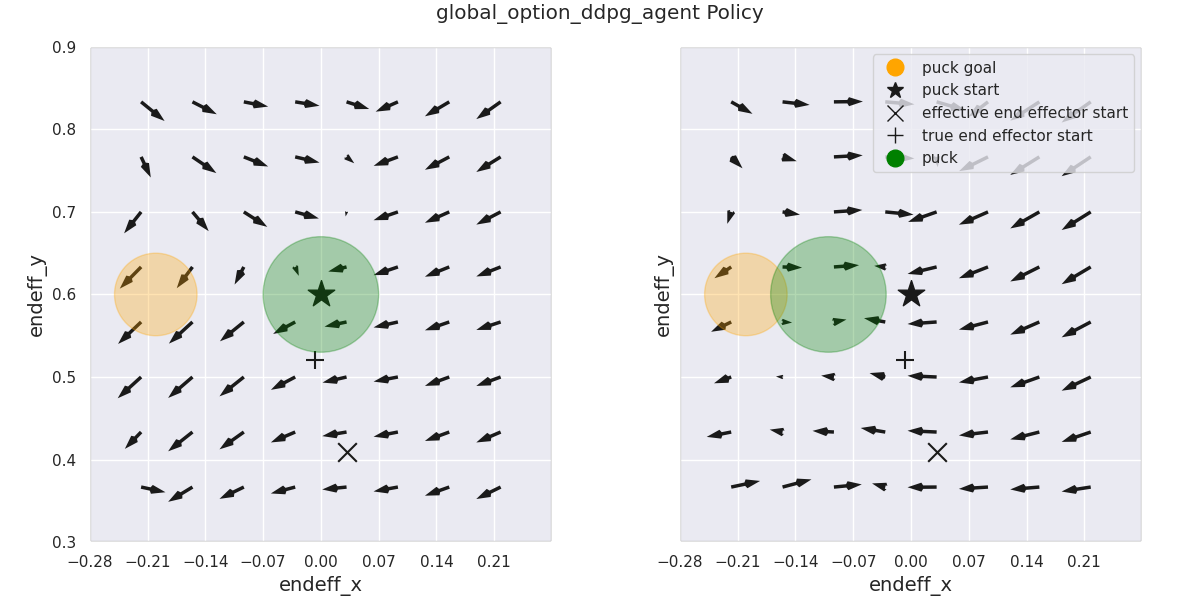 global_option_ddpg_agent Policy
0.9
0.8
0.7
0.6
0.5
0.4
0.3
endeff_y
−0.28 −0.21 −0.14 −0.07 0.00 0.07 0.14 0.21
endeff_x
puck goal
puck start
effective end effector start
true end effector start
puck
endeff_y
−0.28 −0.21 −0.14 −0.07 0.00 0.07 0.14 0.21
endeff_x